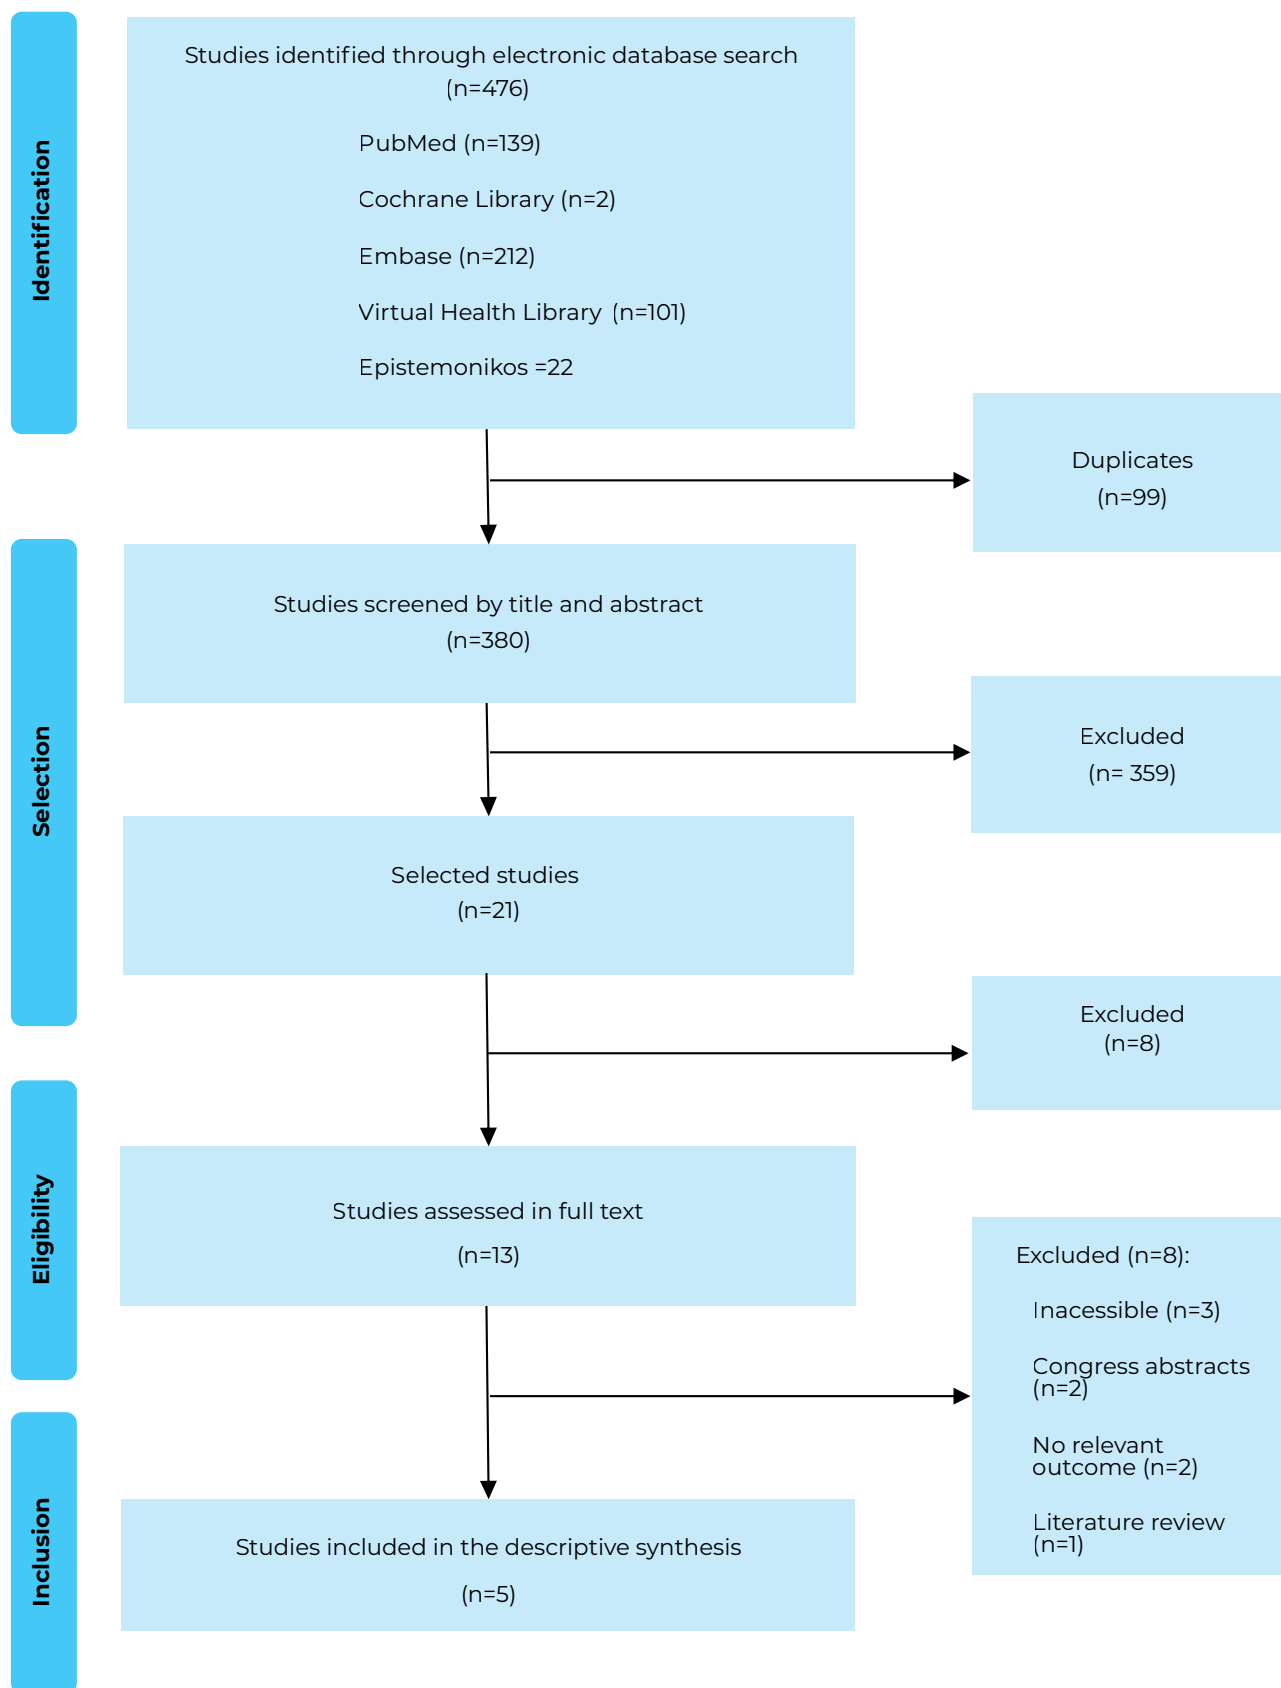 Identification
Studies identified through electronic database search
(n=476)
PubMed (n=139)
Cochrane Library (n=2)
Embase (n=212)
Virtual Health Library (n=101)
Epistemonikos =22
Duplicates
(n=99)
Selection
Studies screened by title and abstract
(n=380)
Excluded
(n= 359)
Selected studies
(n=21)
Excluded
(n=8)
Eligibility
Studies assessed in full text
(n=13)
Excluded (n=8):
Inacessible (n=3)
Congress abstracts
(n=2)
No relevant
outcome (n=2)
Literature review
(n=1)
Inclusion
Studies included in the descriptive synthesis
(n=5)